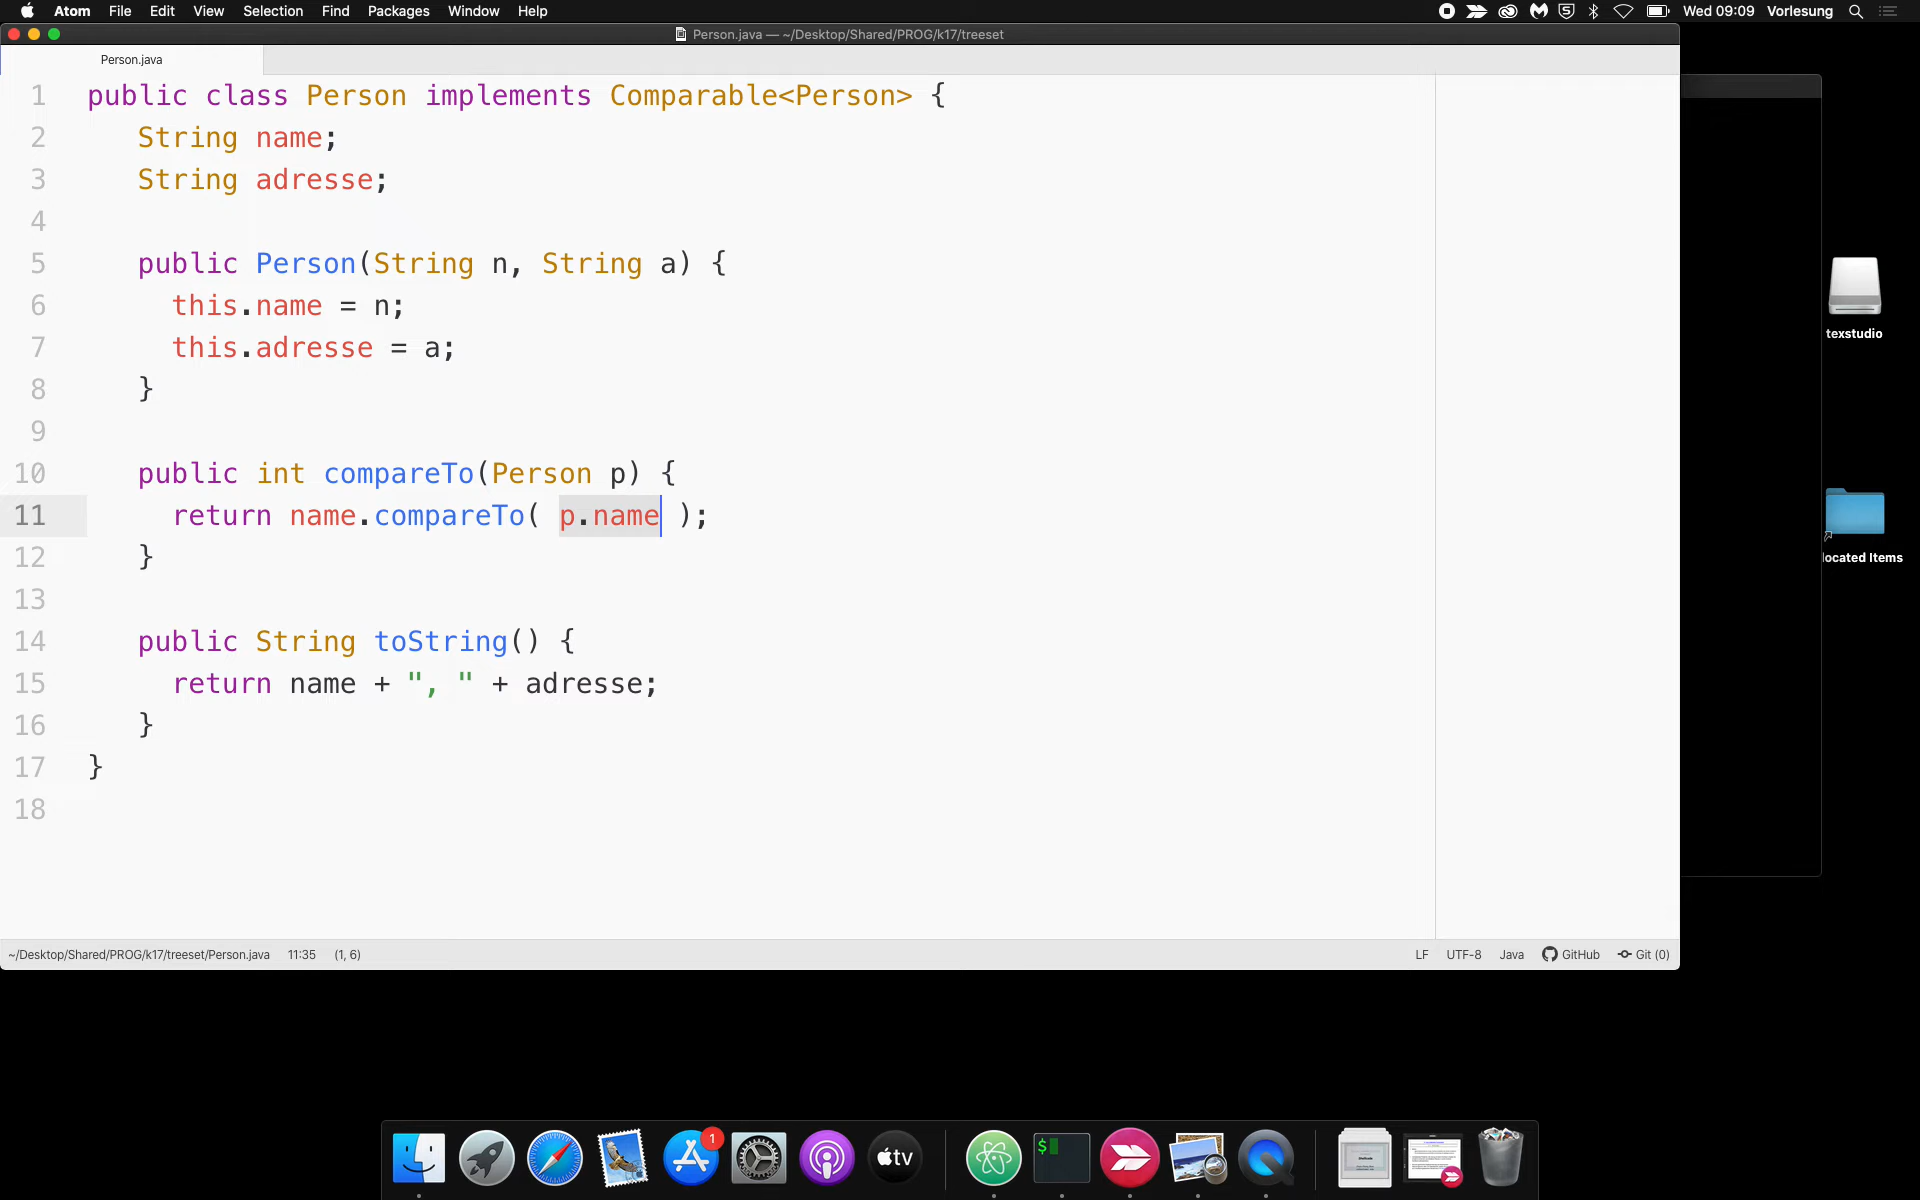 Atom File Edit View Selection Find Packages Window Help Wed 09:09 Vorlesung
Person.java — ~/Desktop/Shared/PROG/k17/treeset
Person.java
1 public class Person implements Comparable<Person> {
2 String name;
3 String adresse;
4
5 public Person(String n, String a) {
6 this.name = n;
7 this.adresse = a;
8 }
9
10 public int compareTo(Person p) {
11 return name.compareTo( p.name );
12 }
13
14 public String toString() {
15 return name + ", " + adresse;
16 }
17 }
18
texstudio
located Items
~/Desktop/Shared/PROG/k17/treeset/Person.java 11:35 (1, 6) LF UTF-8 Java GitHub Git (0)
1
tv
$